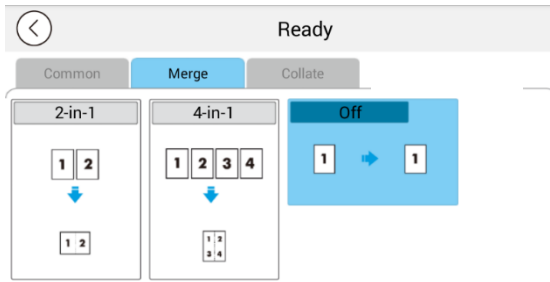 Ready
Common Merge Collate
2-in-1 4-in-1 Off
1 2 1 2 3 4 1 1
1 2 1 2
3 4